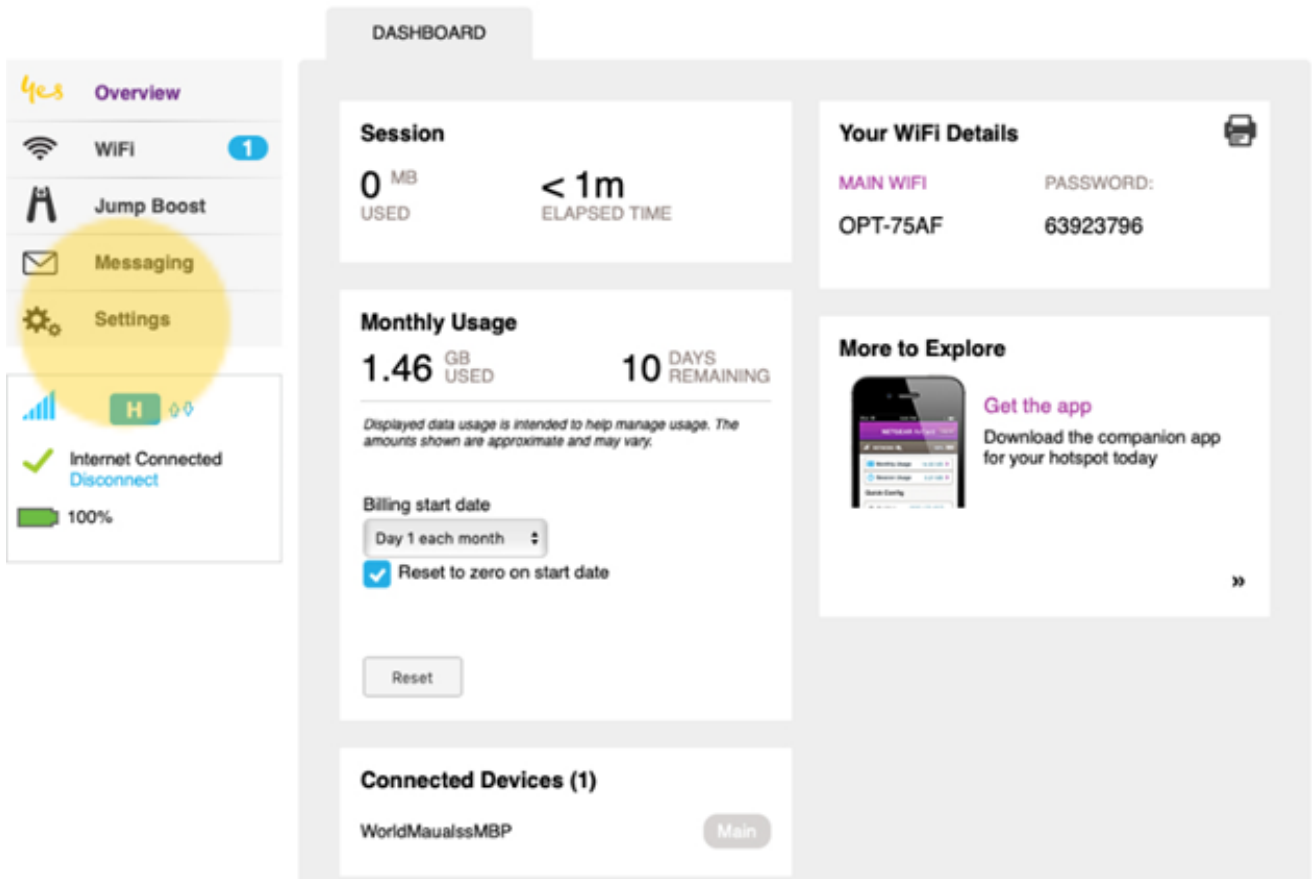 DASHBOARD
yes Overview
WiFi 1
Jump Boost
Messaging
Settings
H
Internet Connected
Disconnect
100%
Session
0 MB
USED
< 1m
ELAPSED TIME
Monthly Usage
1.46 GB
USED
10 DAYS
REMAINING
Displayed data usage is intended to help manage usage. The
amounts shown are approximate and may vary.
Billing start date
Day 1 each month
Reset to zero on start date
Reset
Connected Devices (1)
WorldMaualssMBP Main
Your WiFi Details
MAIN WIFI PASSWORD:
OPT-75AF 63923796
More to Explore
Get the app
Download the companion app
for your hotspot today
»